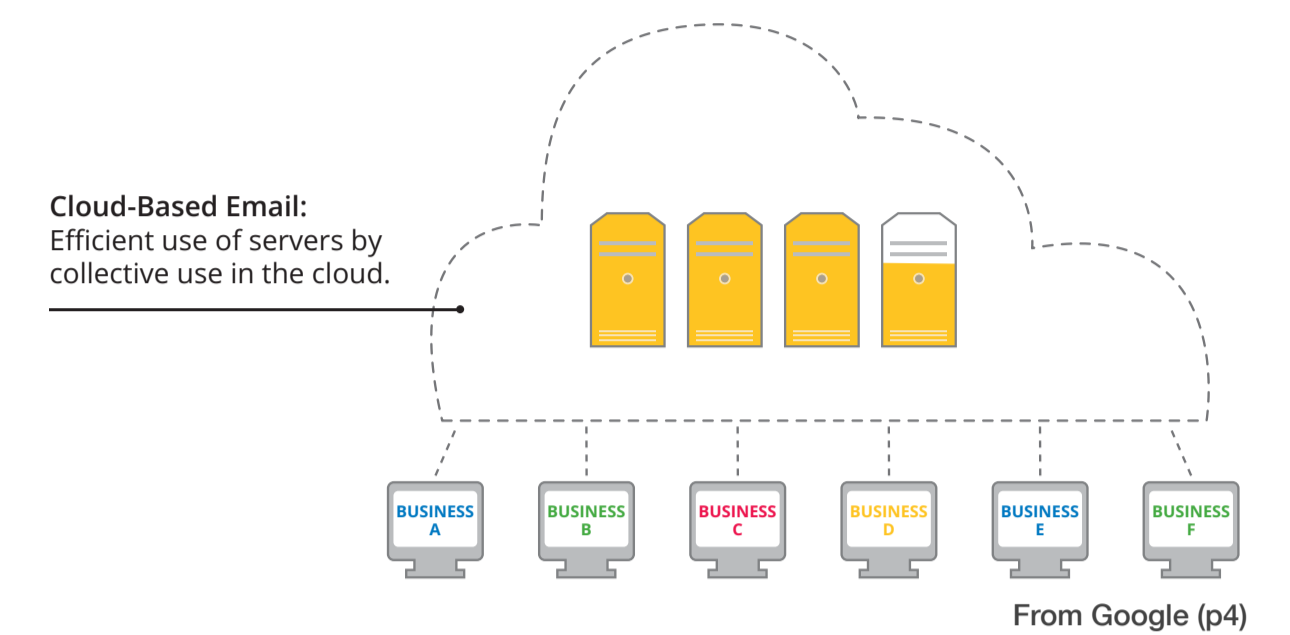 Cloud-Based Email:
Efficient use of servers by
collective use in the cloud.
BUSINESS
A
BUSINESS
B
BUSINESS
C
BUSINESS
D
BUSINESS
E
BUSINESS
F
From Google (p4)